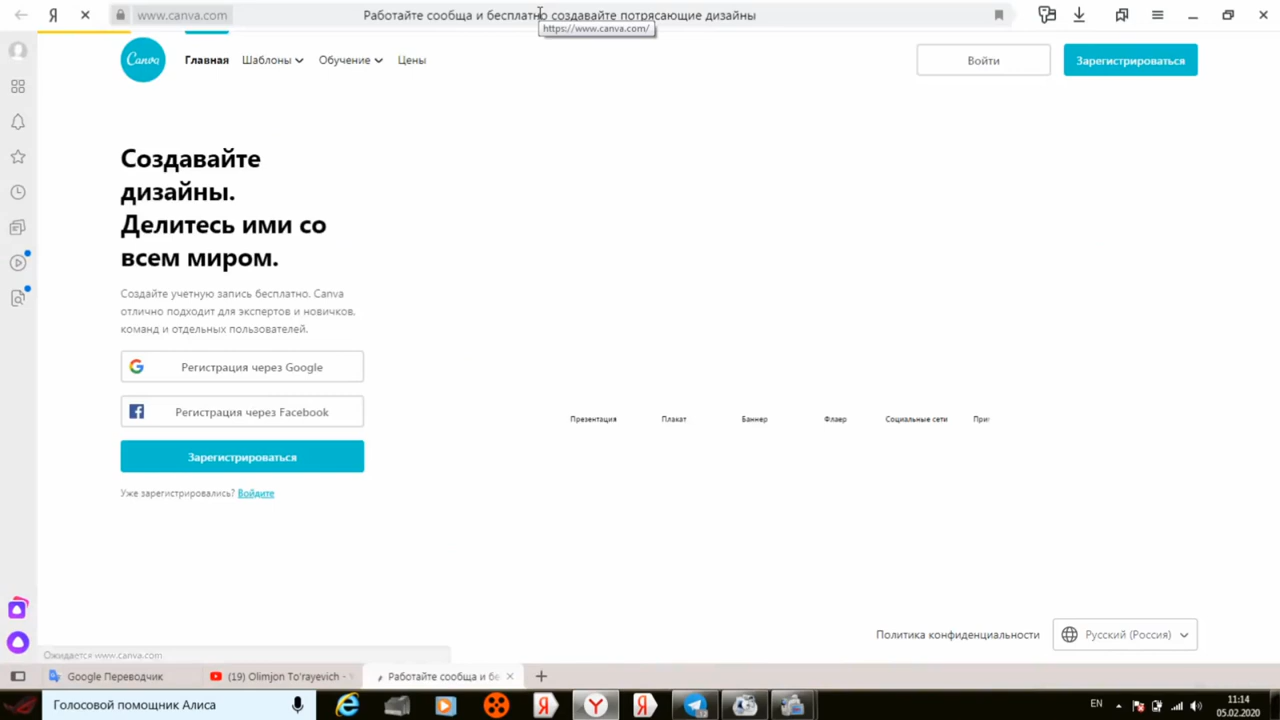 Я
www.canva.com
Работайте сообща и бесплатно создавайте потрясающие дизайны
https://www.canva.com/
Canva
Главная
Шаблоны
Обучение
Цены
Войти
Зарегистрироваться
Создавайте
дизайны.
Делитесь ими со
всем миром.
Создайте учетную запись бесплатно. Canva
отлично подходит для экспертов и новичков,
команд и отдельных пользователей.
Регистрация через Google
Регистрация через Facebook
Зарегистрироваться
Уже зарегистрировались? Войдите
Презентация
Плакат
Баннер
Флаер
Социальные сети
При
Политика конфиденциальности
Русский (Россия)
Ожидается www.canva.com
Google Переводчик
(19) Olimjon To'rayevich -
Работайте сообща и бе
Голосовой помощник Алиса
Я
Y
Я
EN
11:14
05.02.2020